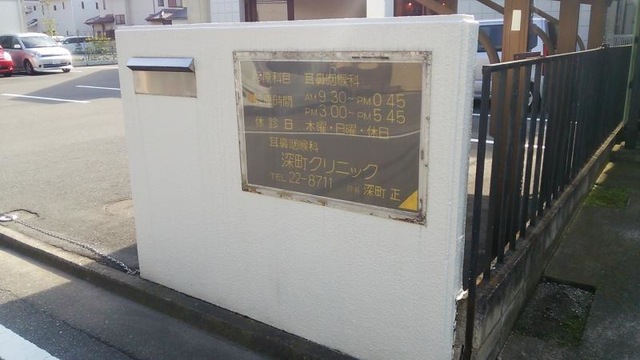 診療科目 耳鼻咽喉科
診療時間 AM 9.30~PM 0.45
PM 3.00~PM 5.45
休診日 木曜・日曜・休日
耳鼻咽喉科
深町クリニック
TEL 22-8711 院長 深町 正